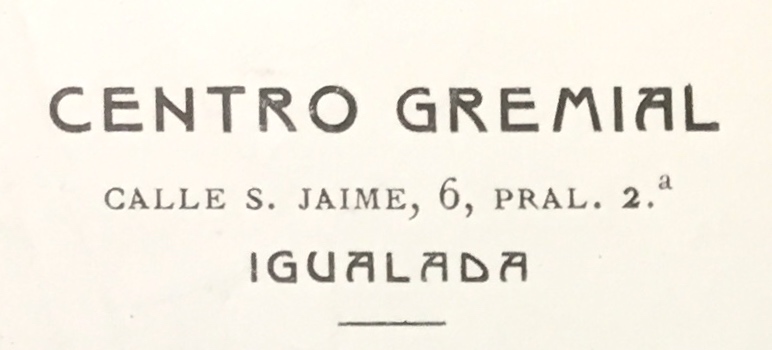 CENTRO GREMIAL
CALLE S. JAIME, 6, PRAL. 2.ª
IGUALADA